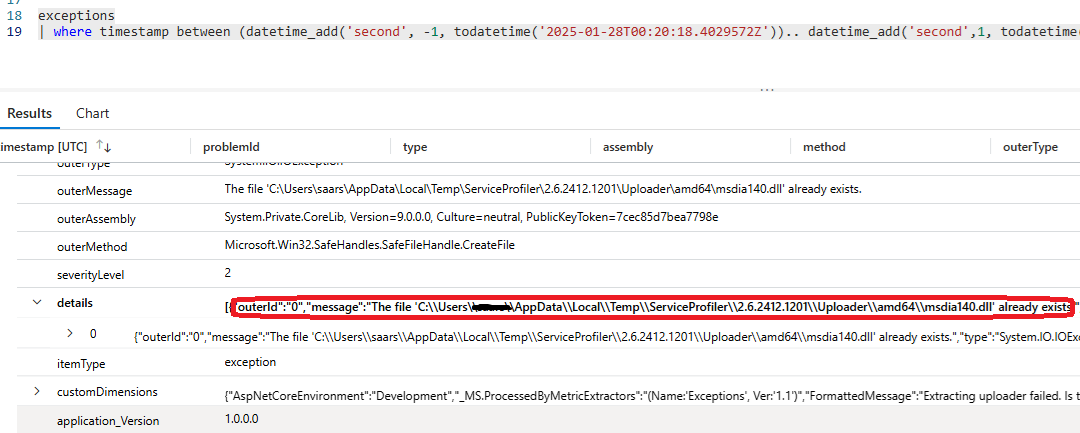 17
18 exceptions
19 | where timestamp between (datetime_add('second', -1, todatetime('2025-01-28T00:20:18.4029572Z')).. datetime_add('second',1, todatetime(
...
Results Chart
timestamp [UTC] ↑↓ problemId type assembly method outerType
outerType System.IO.IOException
outerMessage The file 'C:\Users\saars\AppData\Local\Temp\ServiceProfiler\2.6.2412.1201\Uploader\amd64\msdia140.dll' already exists.
outerAssembly System.Private.CoreLib, Version=9.0.0.0, Culture=neutral, PublicKeyToken=7cec85d7bea7798e
outerMethod Microsoft.Win32.SafeHandles.SafeFileHandle.CreateFile
severityLevel 2
details [{"outerId":"0","message":"The file 'C:\\Users\\ \\AppData\\Local\\Temp\\ServiceProfiler\\2.6.2412.1201\\Uploader\\amd64\\msdia140.dll' already exists."
0 {"outerId":"0","message":"The file 'C:\\Users\\saars\\AppData\\Local\\Temp\\ServiceProfiler\\2.6.2412.1201\\Uploader\\amd64\\msdia140.dll' already exists.","type":"System.IO.IOExc
itemType exception
customDimensions {"AspNetCoreEnvironment":"Development","_MS.ProcessedByMetricExtractors":"(Name:'Exceptions', Ver:'1.1')","FormattedMessage":"Extracting uploader failed. Is t
application_Version 1.0.0.0